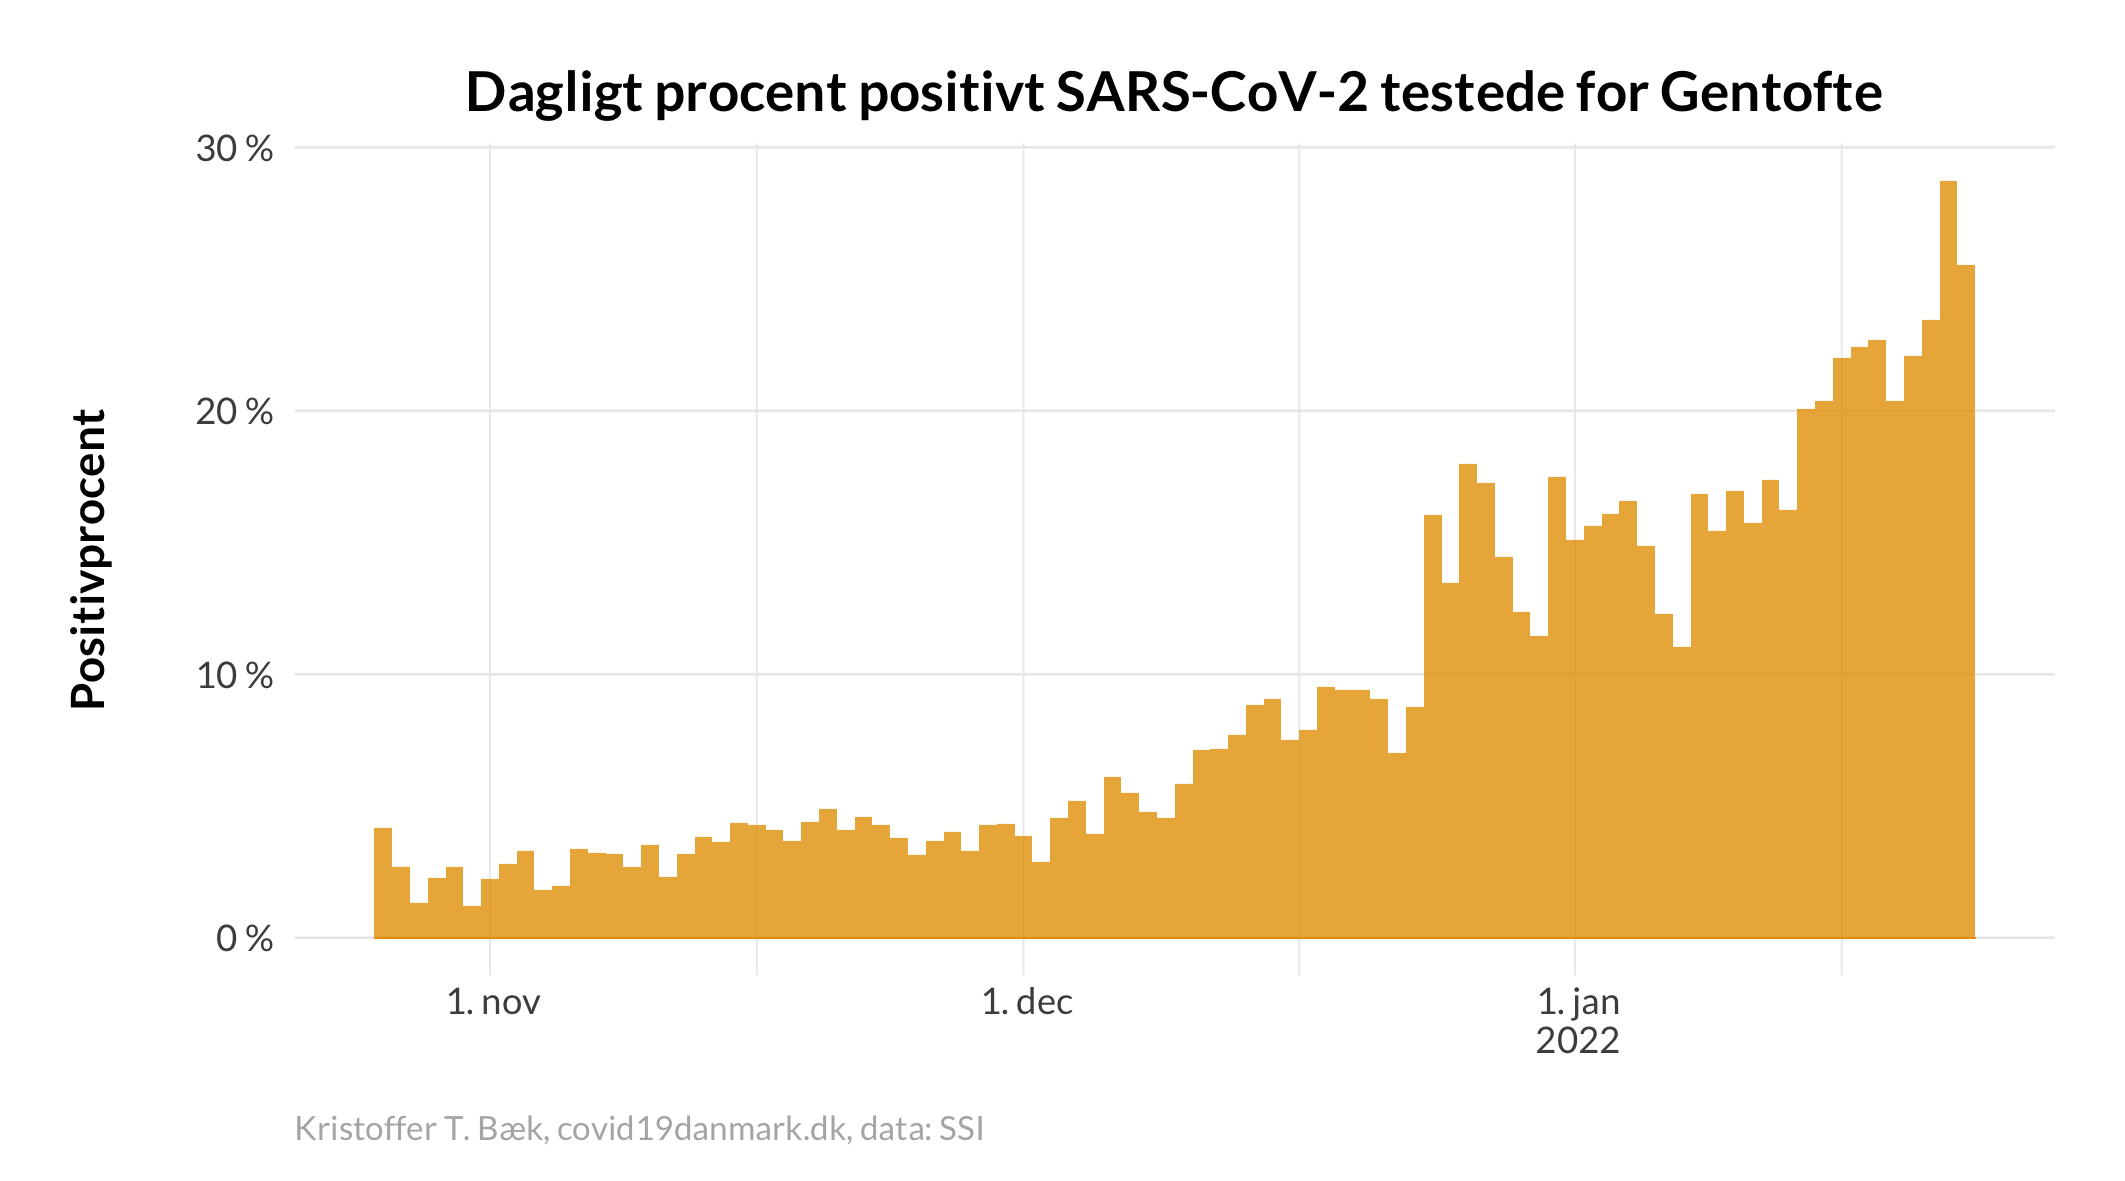 Dagligt procent positivt SARS-CoV-2 testede for Gentofte
Positivprocent
30 %
20 %
10 %
0 %
1. nov
1. dec
1. jan
2022
Kristoffer T. Bæk, covid19danmark.dk, data: SSI